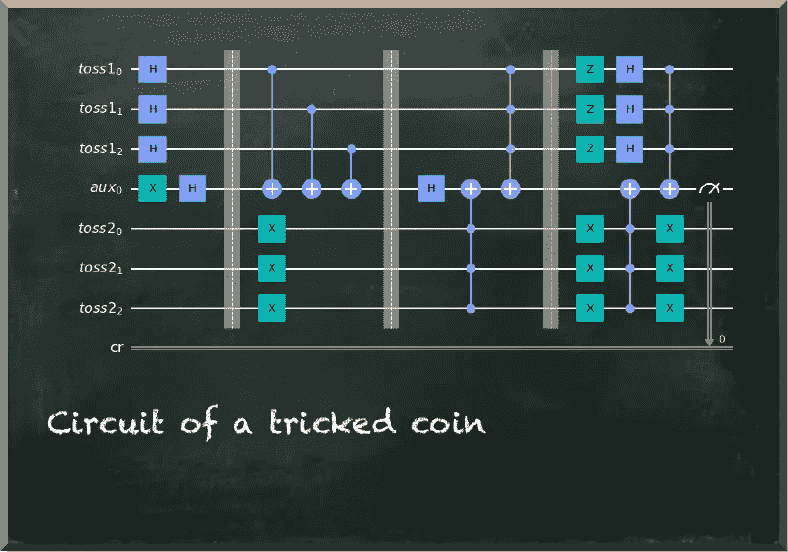 toss1₀ H Z H
toss1₁ H Z H
toss1₂ H Z H
aux₀ X H H
toss2₀ X X X
toss2₁ X X X
toss2₂ X X X
cr 0
Circuit of a tricked coin